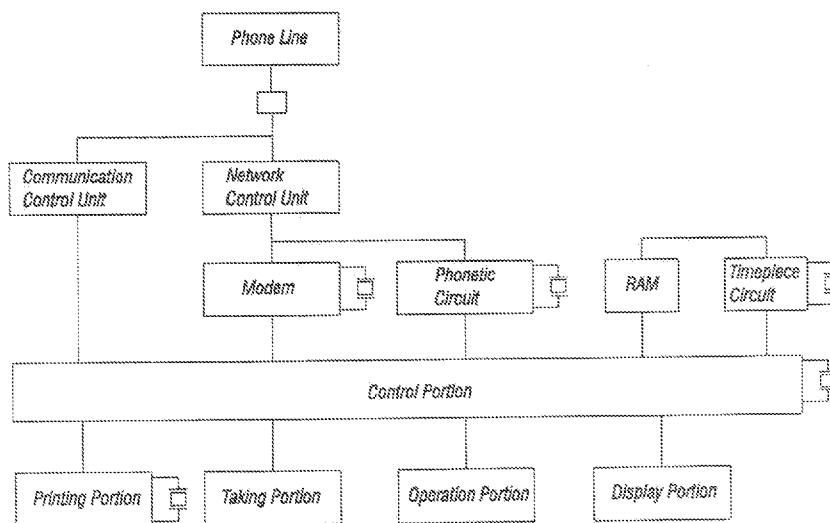 Phone Line
Communication
Control Unit
Network
Control Unit
Modem
Phonetic
Circuit
RAM
Timepiece
Circuit
Control Portion
Printing Portion
Taking Portion
Operation Portion
Display Portion